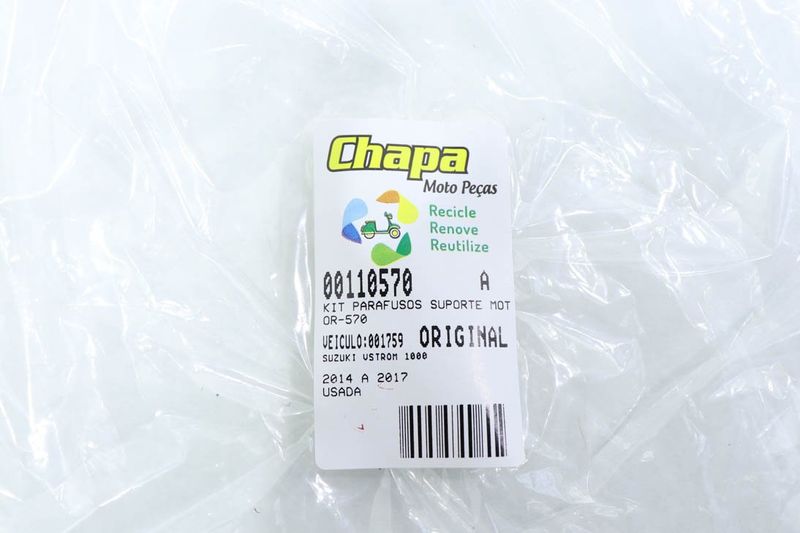 Chapa
Moto Peças
Recicle
Renove
Reutilize
00110570 A
KIT PARAFUSOS SUPORTE MOT
OR-570
VEICULO:001759 ORIGINAL
SUZUKI VSTROM 1000
2014 A 2017
USADA